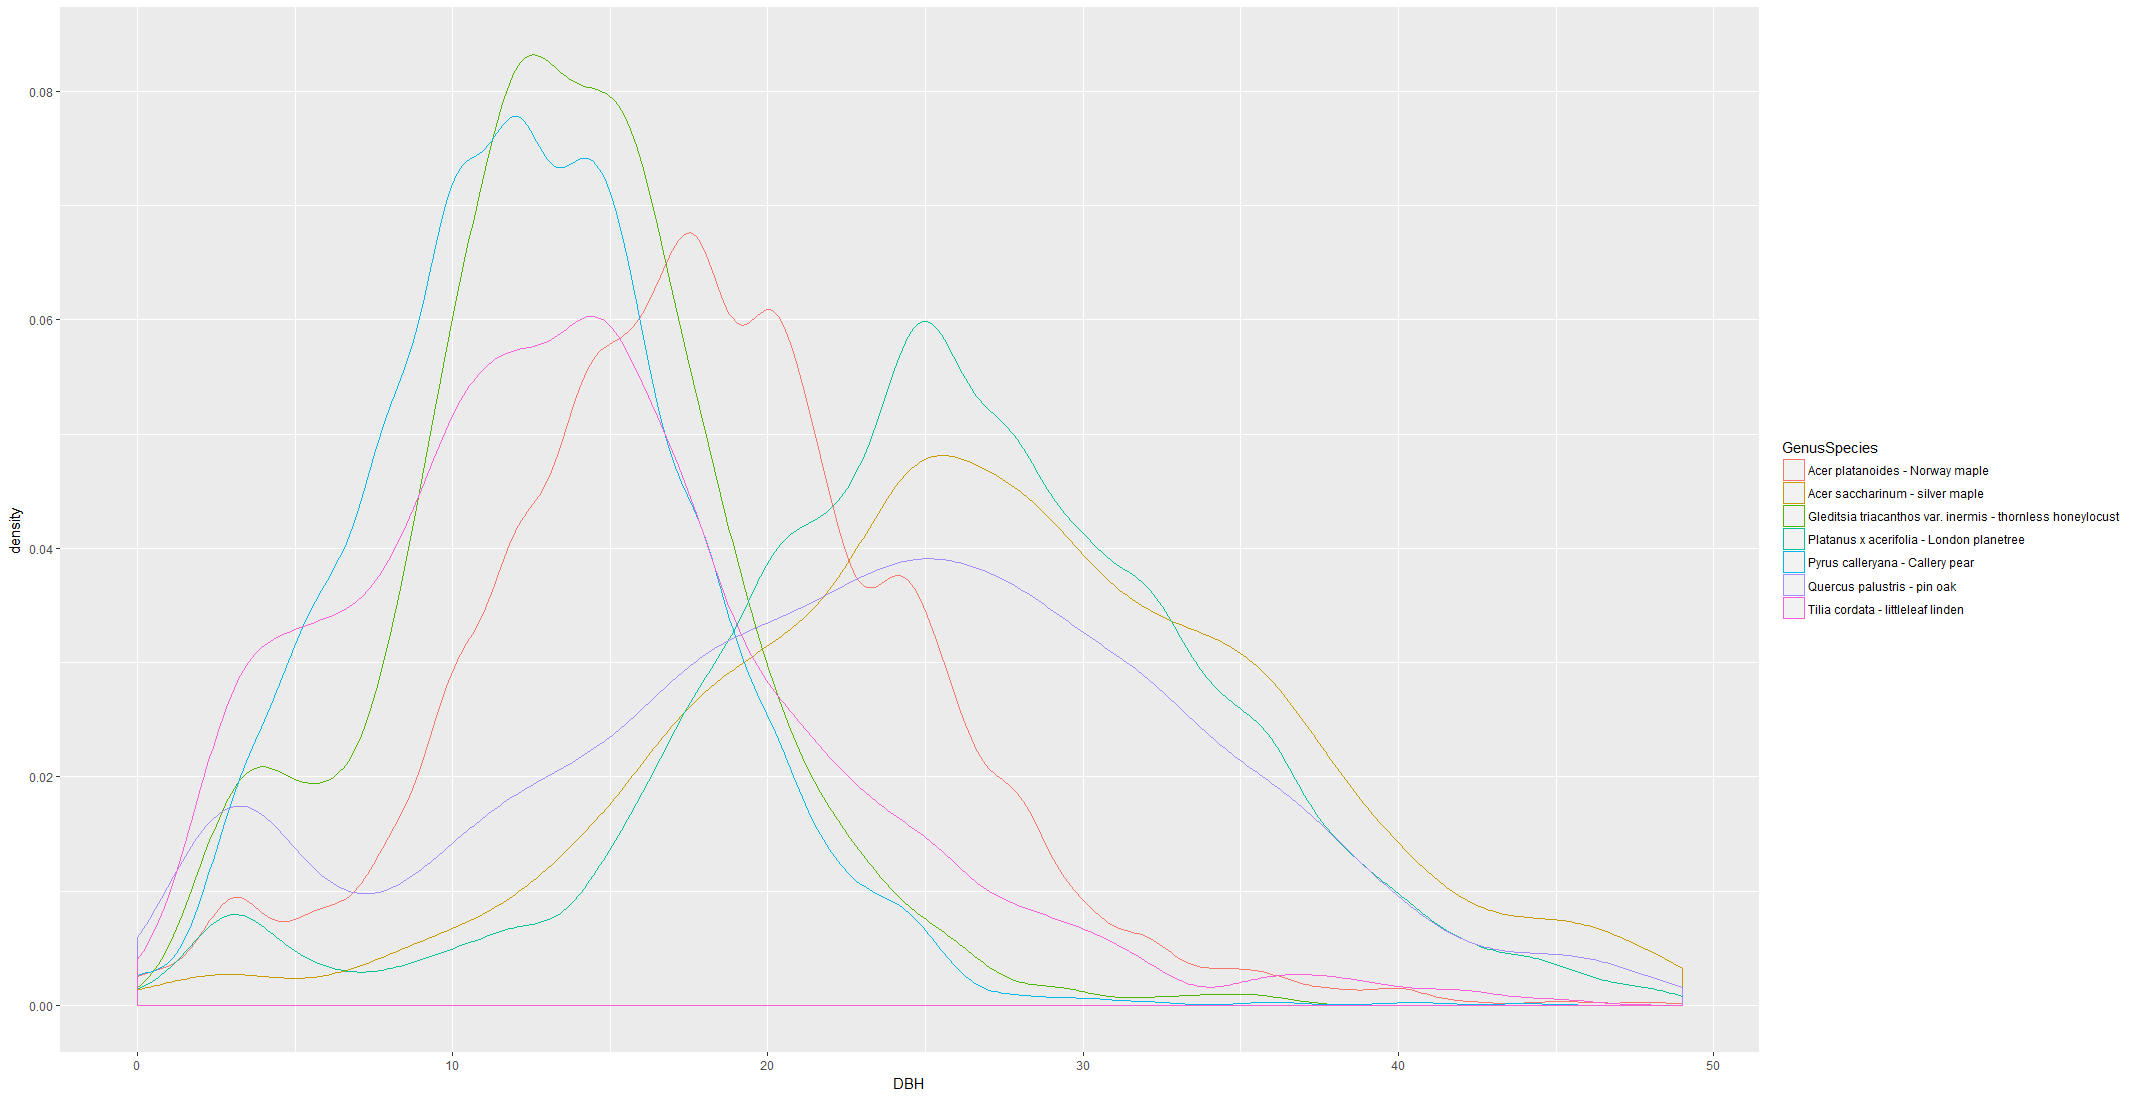 0.08
0.06
0.04
0.02
0.00
density
0
10
20
30
40
50
DBH
GenusSpecies
Acer platanoides - Norway maple
Acer saccharinum - silver maple
Gleditsia triacanthos var. inermis - thornless honeylocust
Platanus x acerifolia - London planetree
Pyrus calleryana - Callery pear
Quercus palustris - pin oak
Tilia cordata - littleleaf linden